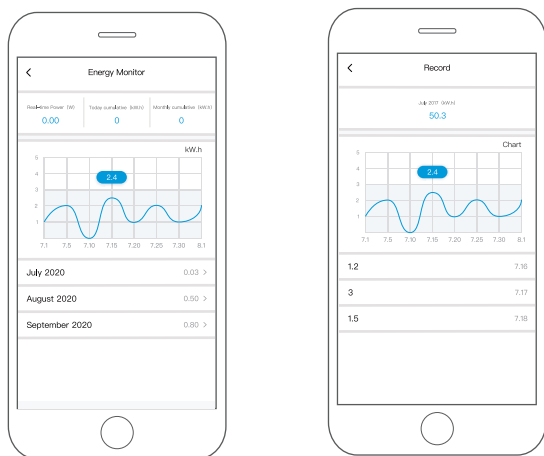 Energy Monitor
Real-time Power (W) Today cumulative (kW.h) Monthly cumulative (kW.h)
0.00 0 0
kW.h
5
4
3
2
1
2.4
7.1 7.5 7.10 7.15 7.20 7.25 7.30 8.1
July 2020 0.03 >
August 2020 0.50 >
September 2020 0.80 >
Record
July 2017 (kW.h)
50.3
Chart
5
4
3
2
1
2.4
7.1 7.5 7.10 7.15 7.20 7.25 7.30 8.1
1.2 7.16
3 7.17
1.5 7.18